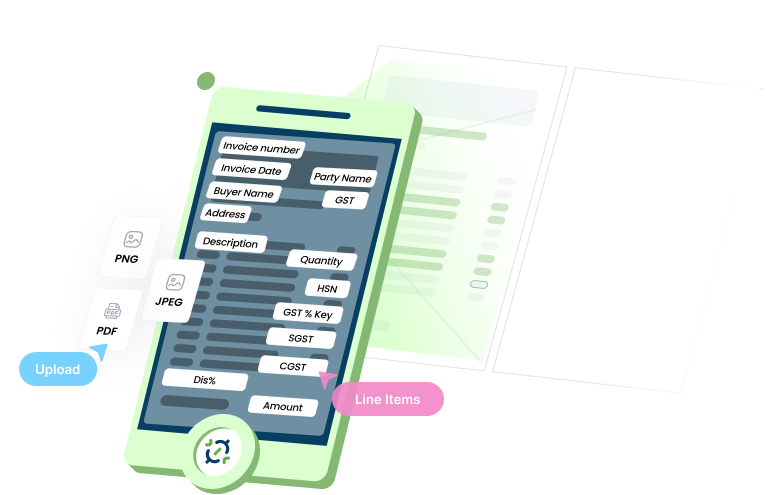 Invoice number
Invoice Date
Party Name
Buyer Name
GST
Address
Description
Quantity
HSN
GST % Key
SGST
CGST
Dis%
Amount
PNG
JPEG
PDF
PDF
Upload
Line Items